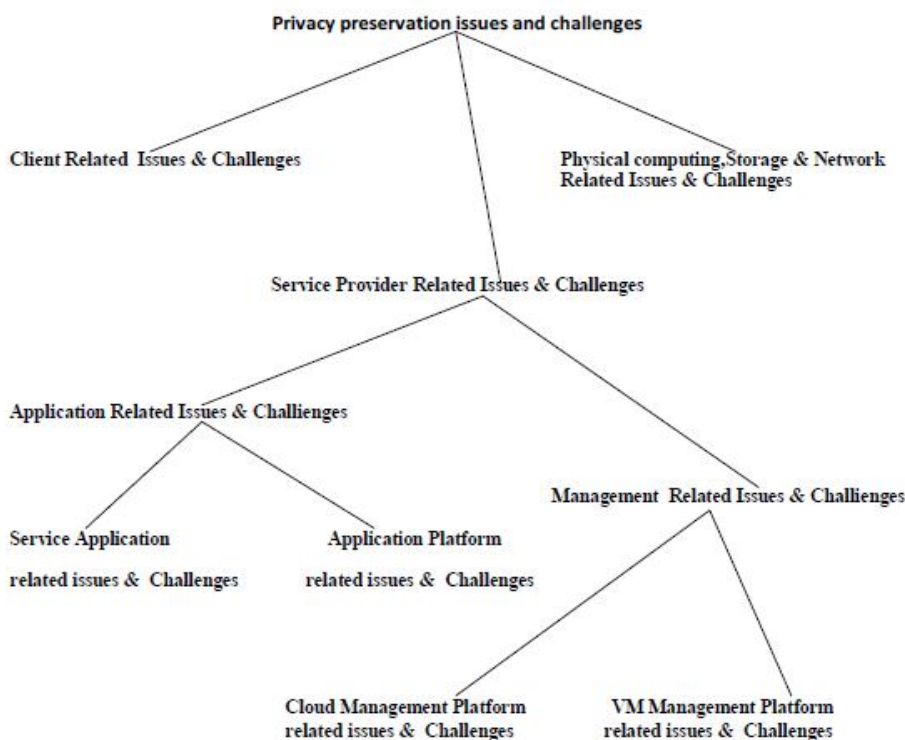 Privacy preservation issues and challenges
Client Related Issues & Challenges
Physical computing,Storage & Network
Related Issues & Challenges
Service Provider Related Issues & Challenges
Application Related Issues & Challienges
Management Related Issues & Challienges
Service Application
related issues & Challenges
Application Platform
related issues & Challenges
Cloud Management Platform
related issues & Challenges
VM Management Platform
related issues & Challenges